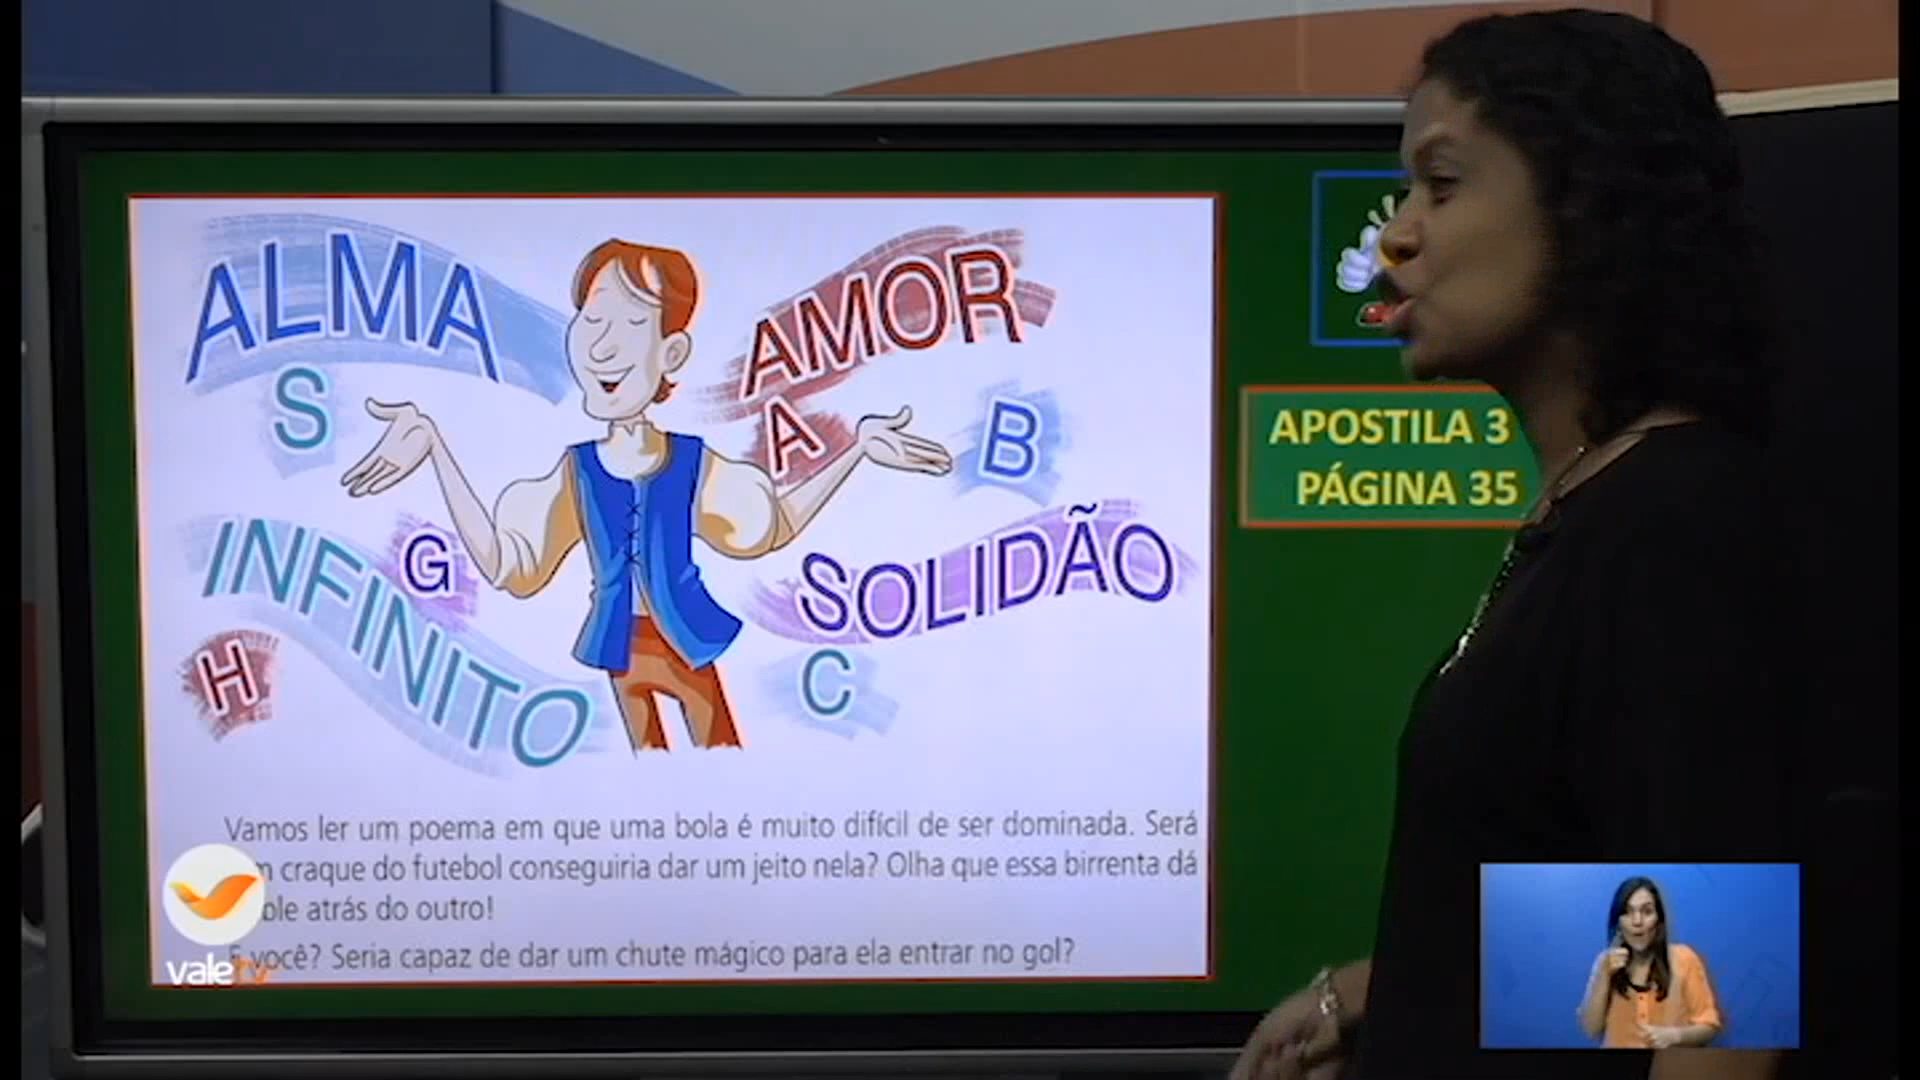 ALMA
AMOR
S
A
B
INFINITO
G
SOLIDÃO
H
C
APOSTILA 3
PÁGINA 35
Vamos ler um poema em que uma bola é muito difícil de ser dominada. Será
craque do futebol conseguiria dar um jeito nela? Olha que essa birrenta dá
atrás do outro!
E você? Seria capaz de dar um chute mágico para ela entrar no gol?
vale tv